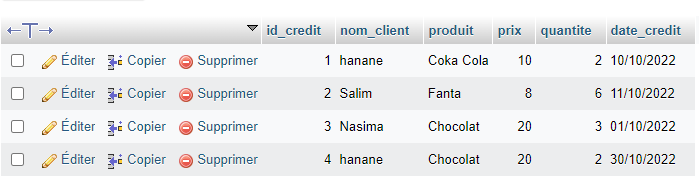 id_credit nom_client produit prix quantite date_credit
Éditer Copier Supprimer 1 hanane Coka Cola 10 2 10/10/2022
Éditer Copier Supprimer 2 Salim Fanta 8 6 11/10/2022
Éditer Copier Supprimer 3 Nasima Chocolat 20 3 01/10/2022
Éditer Copier Supprimer 4 hanane Chocolat 20 2 30/10/2022